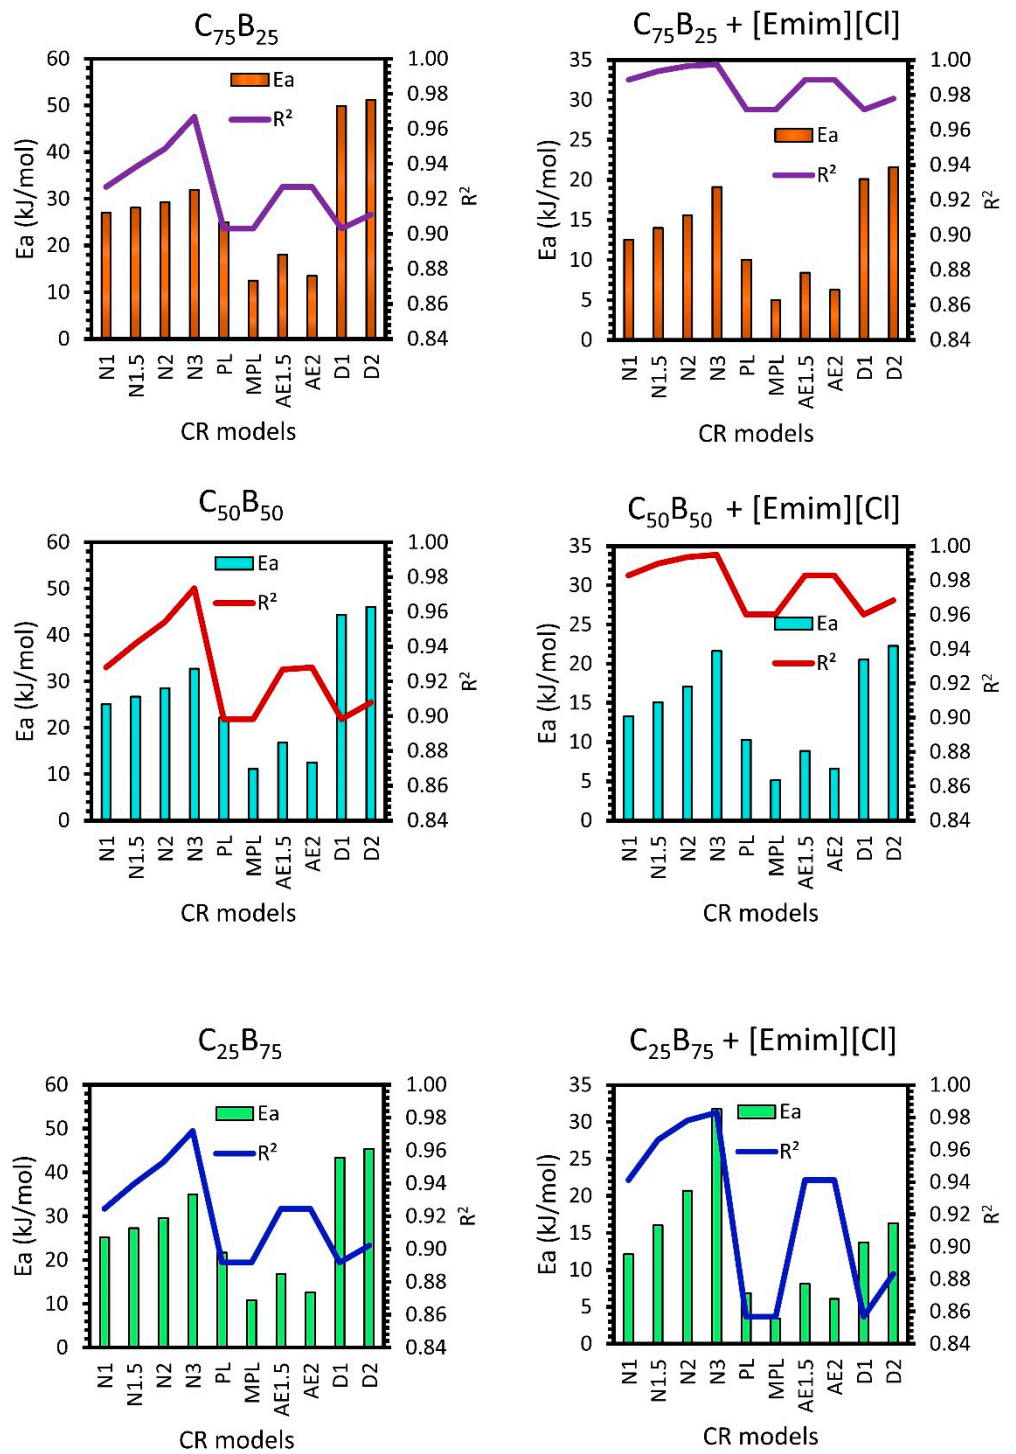 C₇₅B₂₅
60
50
40
30
20
10
0
Ea (kJ/mol)
Ea
R²
1.00
0.98
0.96
0.94
0.92
0.90
0.88
0.86
0.84
R²
N1
N1.5
N2
N3
PL
MPL
AE1.5
AE2
D1
D2
CR models
C₇₅B₂₅ + [Emim][Cl]
35
30
25
20
15
10
5
0
Ea (kJ/mol)
Ea
R²
1.00
0.98
0.96
0.94
0.92
0.90
0.88
0.86
0.84
R²
N1
N1.5
N2
N3
PL
MPL
AE1.5
AE2
D1
D2
CR models
C₅₀B₅₀
60
50
40
30
20
10
0
Ea (kJ/mol)
Ea
R²
1.00
0.98
0.96
0.94
0.92
0.90
0.88
0.86
0.84
R²
N1
N1.5
N2
N3
PL
MPL
AE1.5
AE2
D1
D2
CR models
C₅₀B₅₀ + [Emim][Cl]
35
30
25
20
15
10
5
0
Ea (kJ/mol)
Ea
R²
1.00
0.98
0.96
0.94
0.92
0.90
0.88
0.86
0.84
R²
N1
N1.5
N2
N3
PL
MPL
AE1.5
AE2
D1
D2
CR models
C₂₅B₇₅
60
50
40
30
20
10
0
Ea (kJ/mol)
Ea
R²
1.00
0.98
0.96
0.94
0.92
0.90
0.88
0.86
0.84
R²
N1
N1.5
N2
N3
PL
MPL
AE1.5
AE2
D1
D2
CR models
C₂₅B₇₅ + [Emim][Cl]
35
30
25
20
15
10
5
0
Ea (kJ/mol)
Ea
R²
1.00
0.98
0.96
0.94
0.92
0.90
0.88
0.86
0.84
R²
N1
N1.5
N2
N3
PL
MPL
AE1.5
AE2
D1
D2
CR models